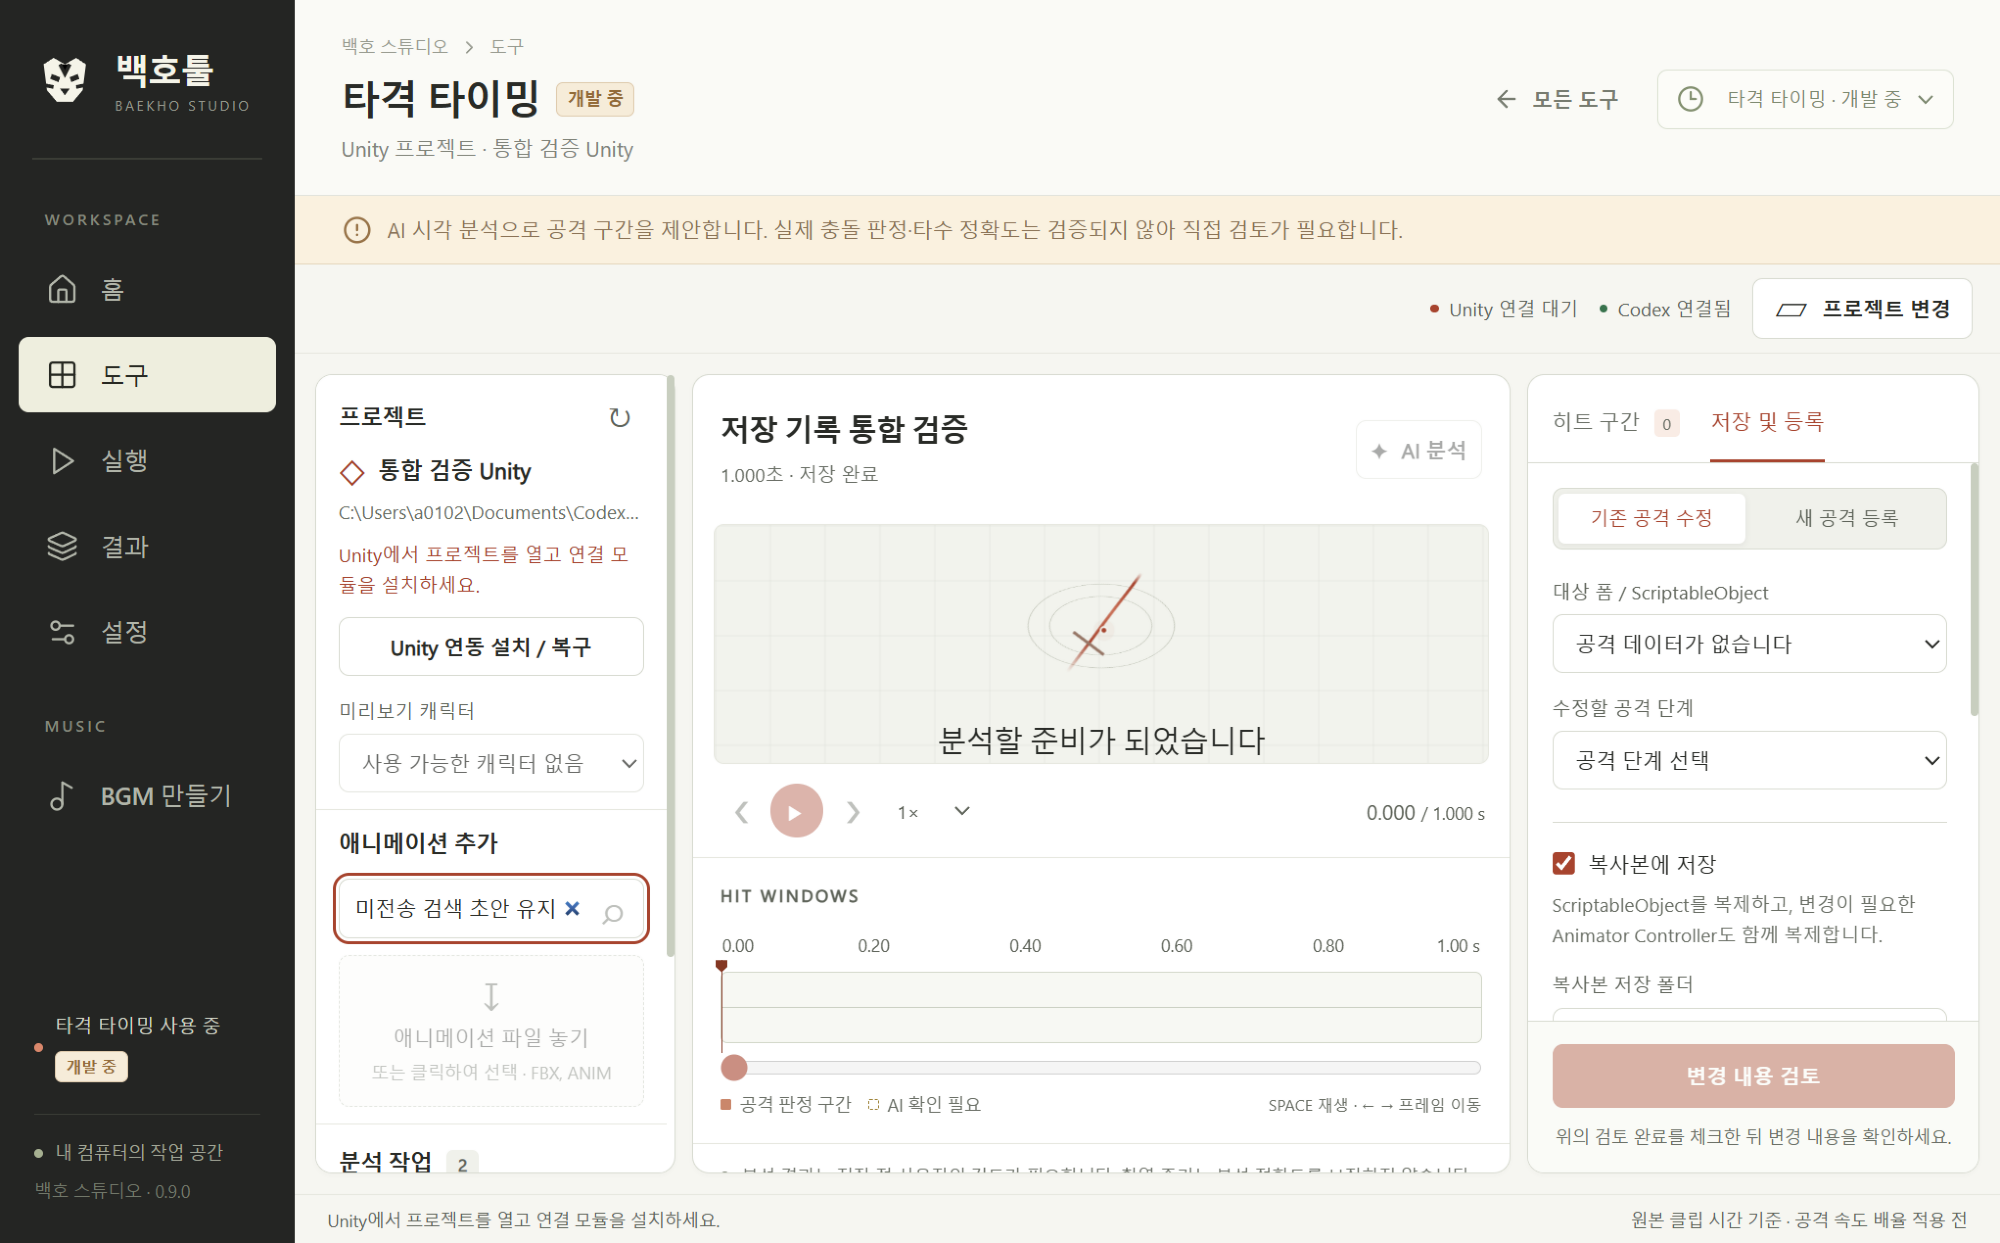 백호툴
BAEKHO STUDIO
WORKSPACE
홈
도구
실행
결과
설정
MUSIC
BGM 만들기
타격 타이밍 사용 중
개발 중
내 컴퓨터의 작업 공간
백호 스튜디오 · 0.9.0
백호 스튜디오 > 도구
타격 타이밍 개발 중
Unity 프로젝트 · 통합 검증 Unity
← 모든 도구
타격 타이밍 · 개발 중
AI 시각 분석으로 공격 구간을 제안합니다. 실제 충돌 판정·타수 정확도는 검증되지 않아 직접 검토가 필요합니다.
Unity 연결 대기
Codex 연결됨
프로젝트 변경
프로젝트
통합 검증 Unity
C:\Users\a0102\Documents\Codex...
Unity에서 프로젝트를 열고 연결 모
듈을 설치하세요.
Unity 연동 설치 / 복구
미리보기 캐릭터
사용 가능한 캐릭터 없음
애니메이션 추가
미전송 검색 초안 유지
애니메이션 파일 놓기
또는 클릭하여 선택 · FBX, ANIM
분석 작업 2
저장 기록 통합 검증
1.000초 · 저장 완료
AI 분석
분석할 준비가 되었습니다
1×
0.000 / 1.000 s
HIT WINDOWS
0.00 0.20 0.40 0.60 0.80 1.00 s
공격 판정 구간 AI 확인 필요
SPACE 재생 · ← → 프레임 이동
히트 구간 0
저장 및 등록
기존 공격 수정
새 공격 등록
대상 폼 / ScriptableObject
공격 데이터가 없습니다
수정할 공격 단계
공격 단계 선택
복사본에 저장
ScriptableObject를 복제하고, 변경이 필요한
Animator Controller도 함께 복제합니다.
복사본 저장 폴더
변경 내용 검토
위의 검토 완료를 체크한 뒤 변경 내용을 확인하세요.
Unity에서 프로젝트를 열고 연결 모듈을 설치하세요.
원본 클립 시간 기준 · 공격 속도 배율 적용 전